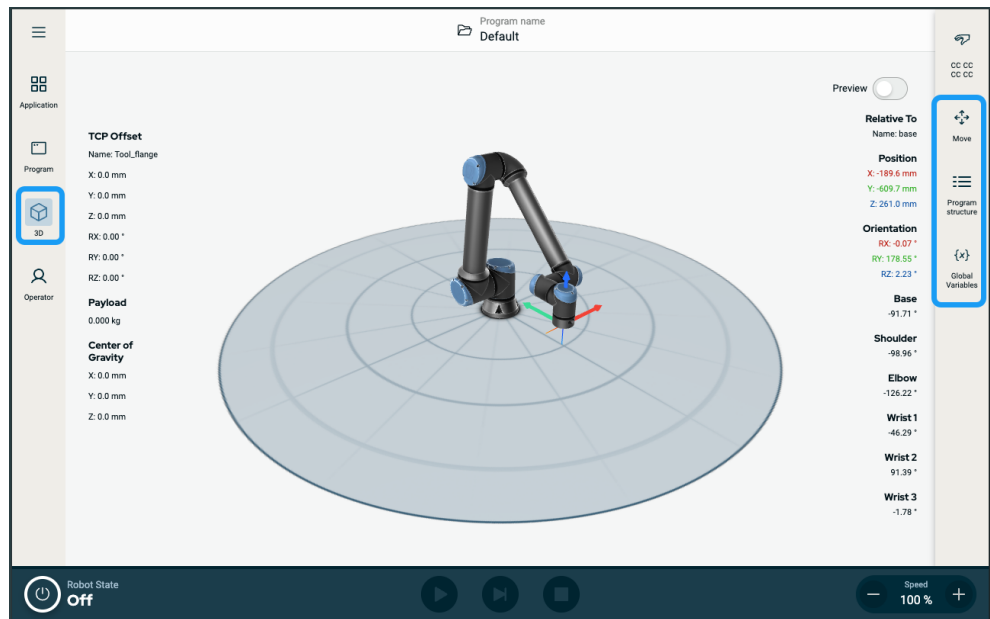 Program name
Default
Application
Program
3D
Operator
TCP Offset
Name: Tool_flange
X: 0.0 mm
Y: 0.0 mm
Z: 0.0 mm
RX: 0.00 °
RY: 0.00 °
RZ: 0.00 °
Payload
0.000 kg
Center of
Gravity
X: 0.0 mm
Y: 0.0 mm
Z: 0.0 mm
Preview
Relative To
Name: base
Position
X: -189.6 mm
Y: -609.7 mm
Z: 261.0 mm
Orientation
RX: -0.07 °
RY: 178.55 °
RZ: 2.23 °
Base
-91.71 °
Shoulder
-98.96 °
Elbow
-126.22 °
Wrist 1
-46.29 °
Wrist 2
91.39 °
Wrist 3
-1.78 °
CC CC
CC CC
Move
Program
structure
{x}
Global
Variables
Robot State
Off
Speed
100 %